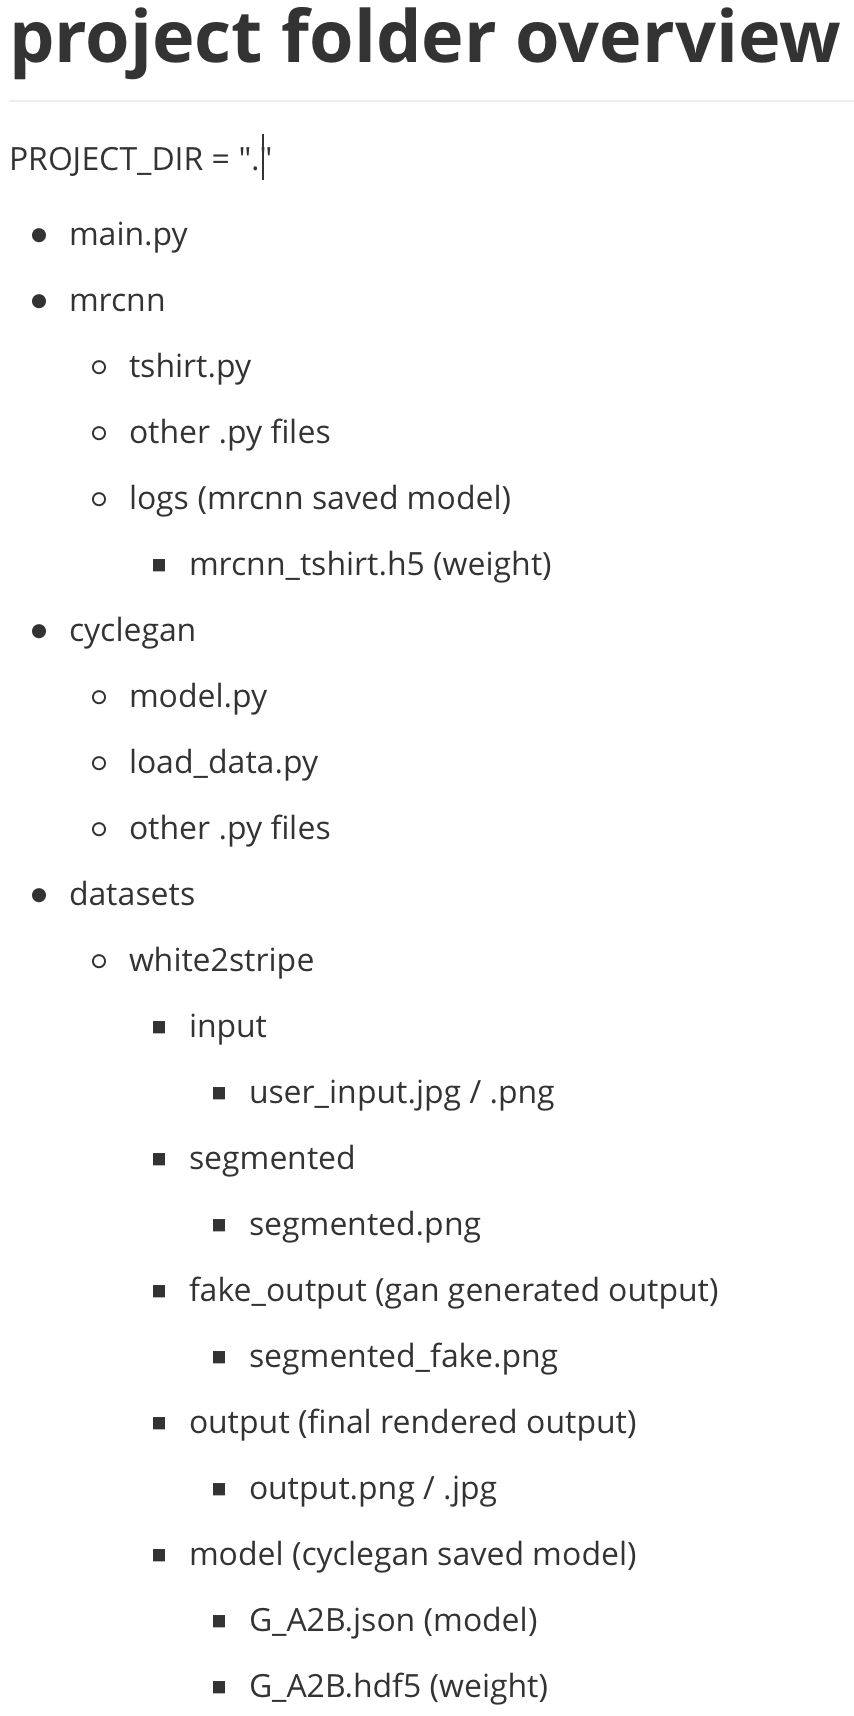 project folder overview
PROJECT_DIR = "."
main.py
mrcnn
tshirt.py
other .py files
logs (mrcnn saved model)
mrcnn_tshirt.h5 (weight)
cyclegan
model.py
load_data.py
other .py files
datasets
white2stripe
input
user_input.jpg / .png
segmented
segmented.png
fake_output (gan generated output)
segmented_fake.png
output (final rendered output)
output.png / .jpg
model (cyclegan saved model)
G_A2B.json (model)
G_A2B.hdf5 (weight)